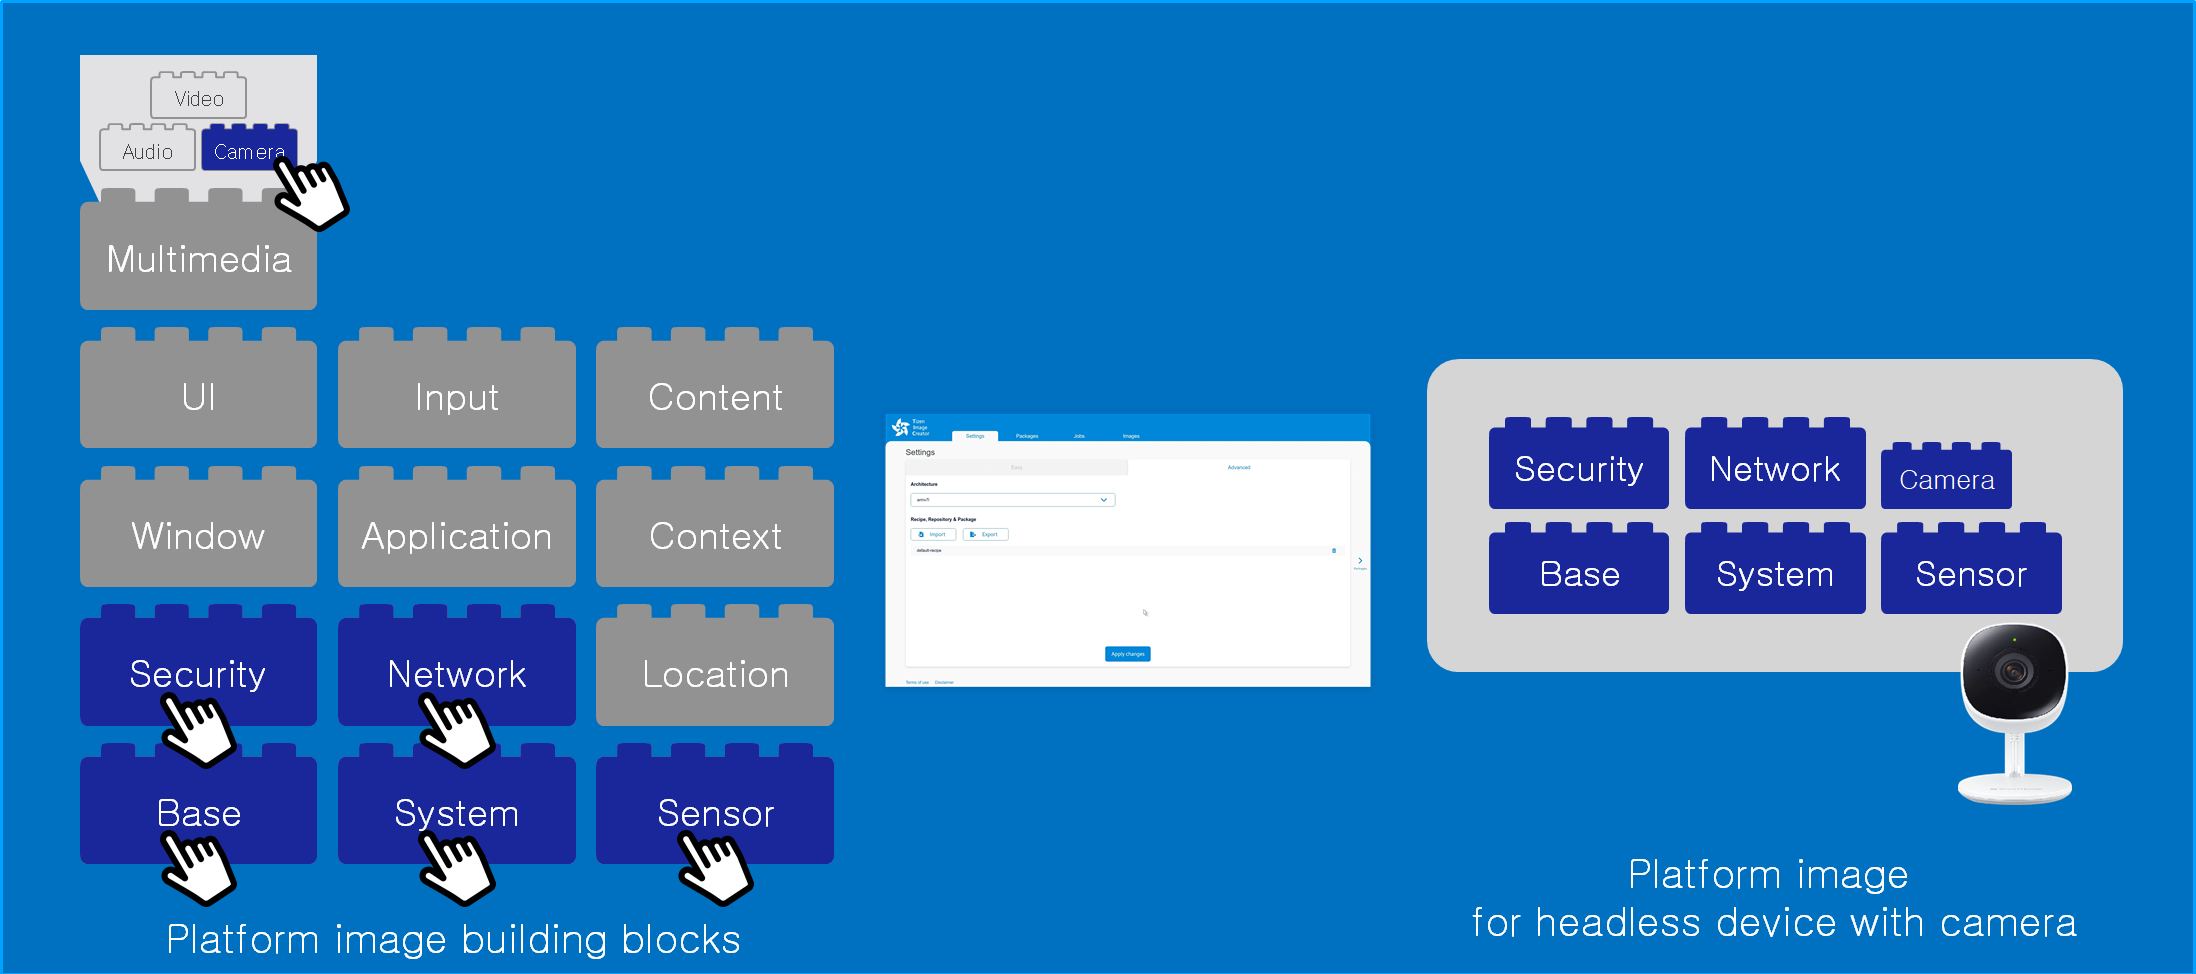 Video
Audio
Camera
Multimedia
UI
Input
Content
Window
Application
Context
Security
Network
Location
Base
System
Sensor
Platform image building blocks
Tizen
Image
Creator
Settings
Packages
Jobs
Images
Settings
Easy
Advanced
Architecture
armv7l
Recipe, Repository & Package
Import
Export
default-recipe
Packages
Apply changes
Terms of use
Disclaimer
Security
Network
Camera
Base
System
Sensor
Platform image
for headless device with camera